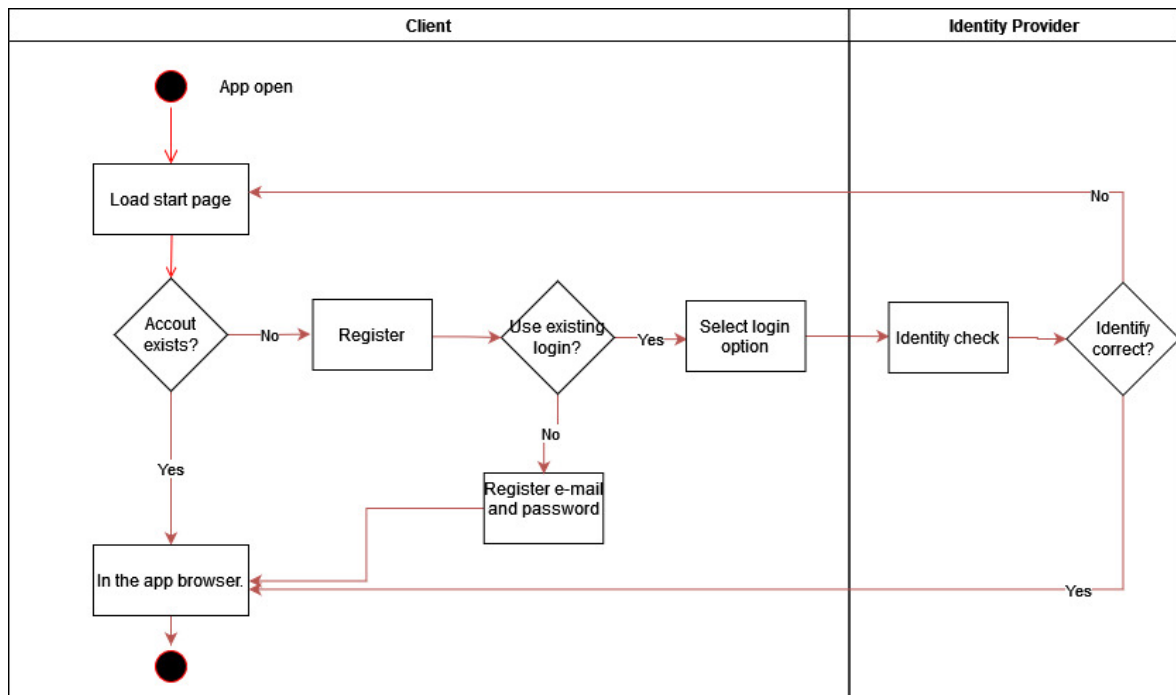 Client
Identity Provider
App open
Load start page
No
Accout
exists?
No
Register
Use existing
login?
Yes
Select login
option
Identity check
Identify
correct?
No
Yes
Register e-mail
and password
In the app browser.
Yes